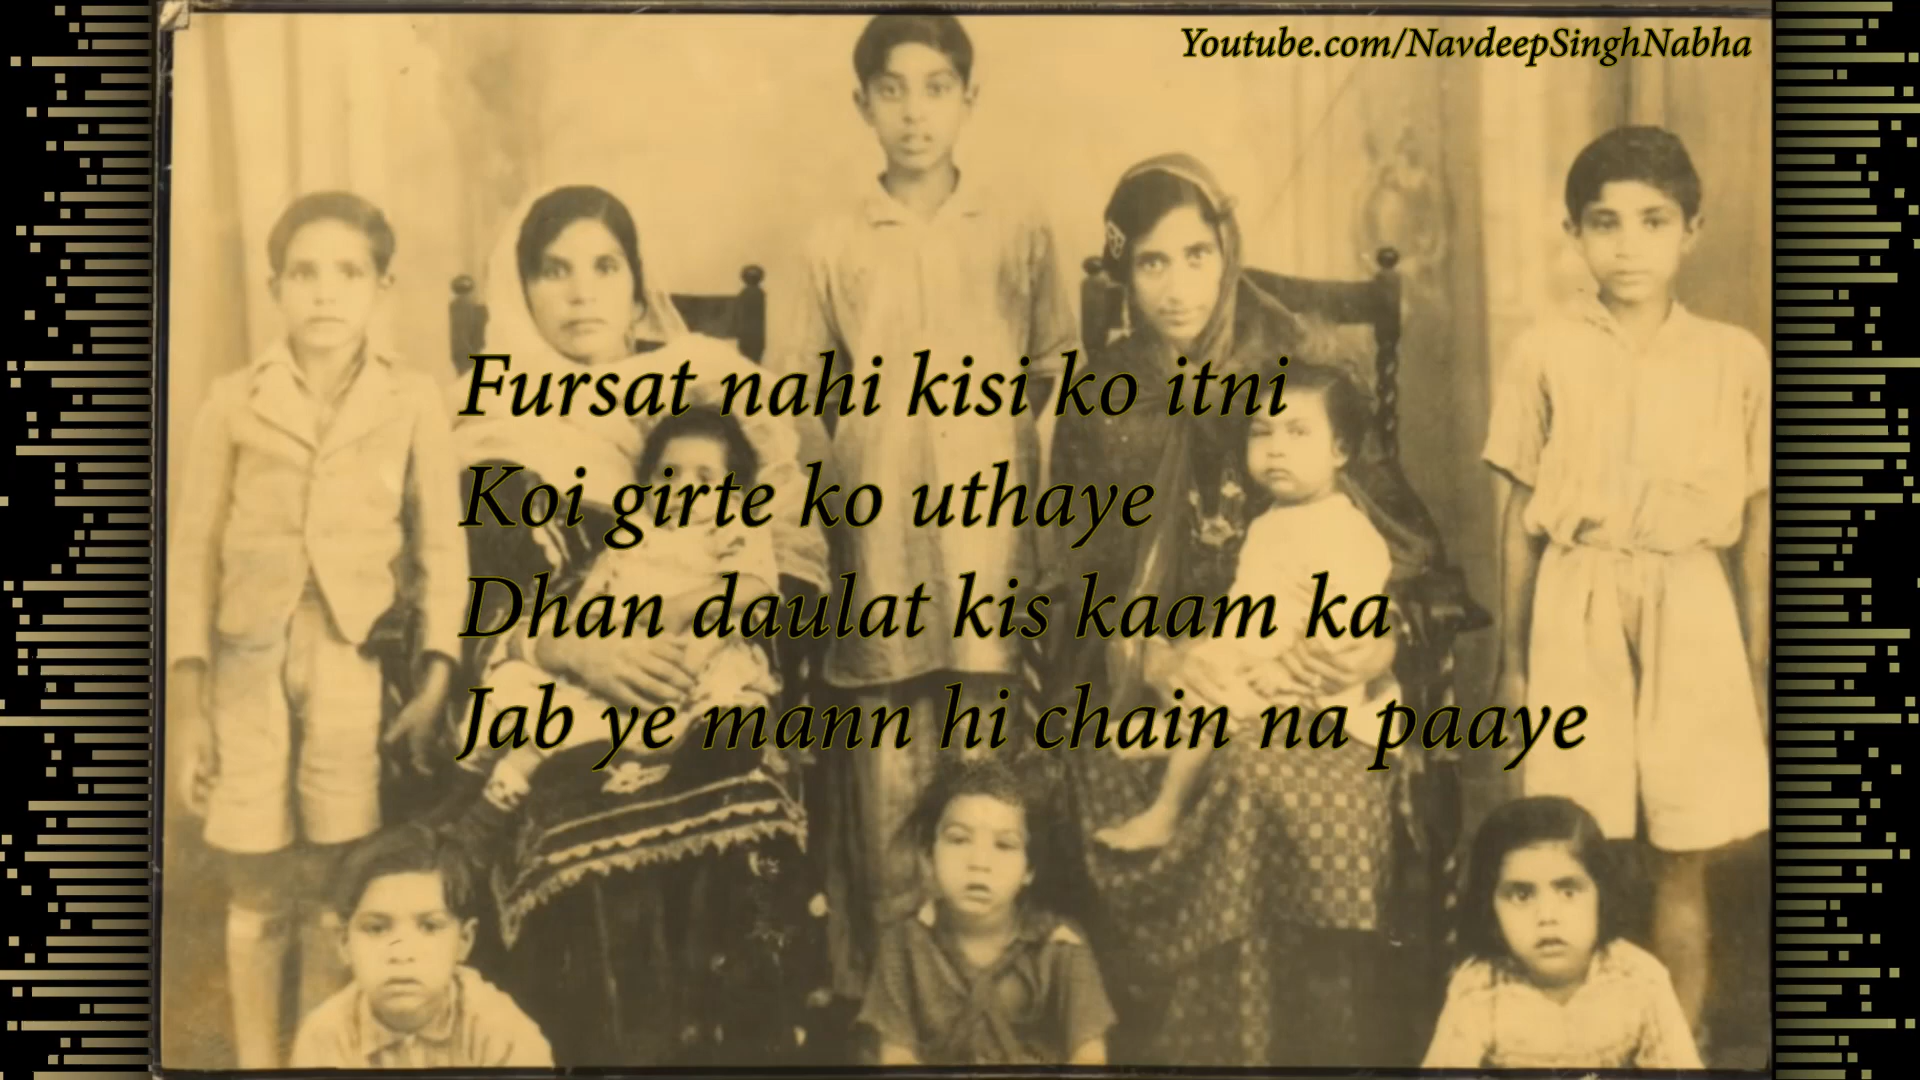 Youtube.com/NavdeepSinghNabha
Fursat nahi kisi ko itni
Koi girte ko uthaye
Dhan daulat kis kaam ka
Jab ye mann hi chain na paaye